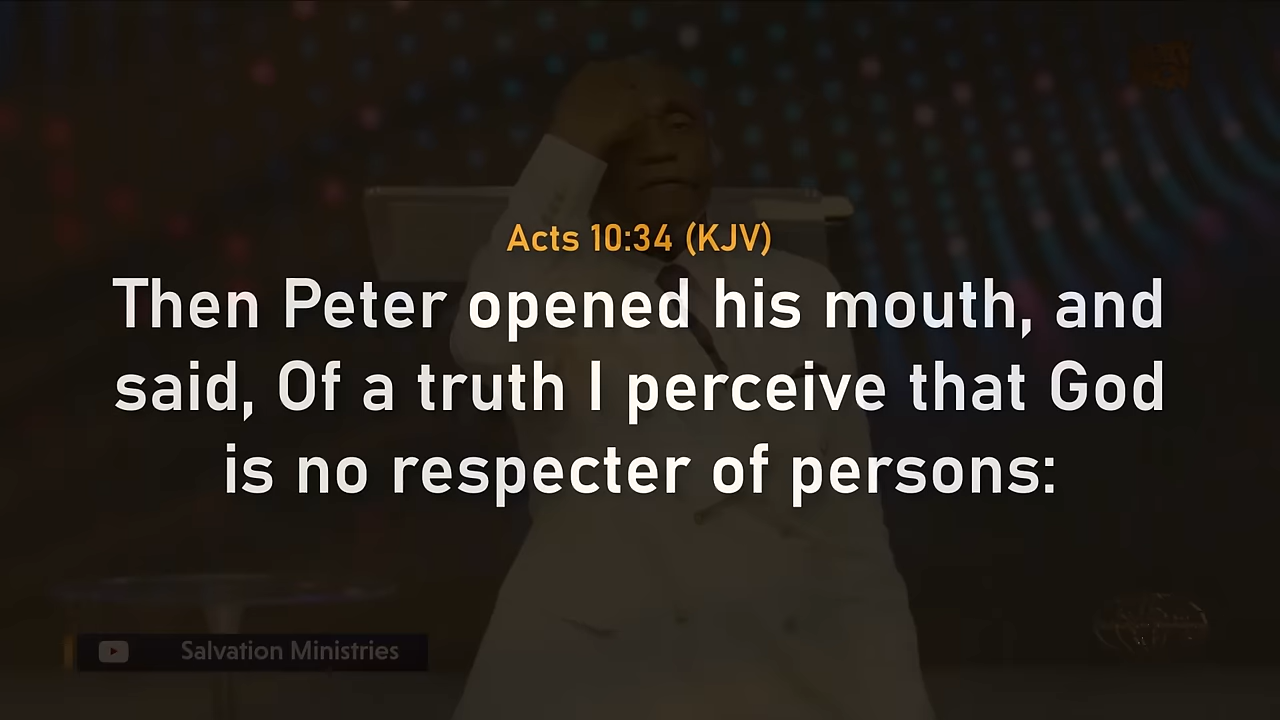 Acts 10:34 (KJV)
Then Peter opened his mouth, and
said, Of a truth I perceive that God
is no respecter of persons:
Salvation Ministries